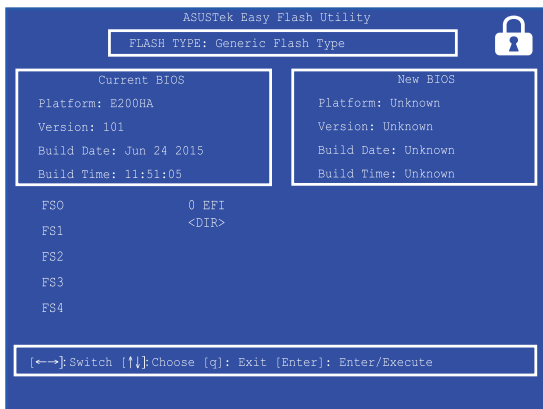 ASUSTek Easy Flash Utility
FLASH TYPE: Generic Flash Type
Current BIOS
Platform: E200HA
Version: 101
Build Date: Jun 24 2015
Build Time: 11:51:05
New BIOS
Platform: Unknown
Version: Unknown
Build Date: Unknown
Build Time: Unknown
FSO
FS1
FS2
FS3
FS4
0 EFI
<DIR>
[←→]:Switch [↑↓]:Choose [q]: Exit [Enter]: Enter/Execute